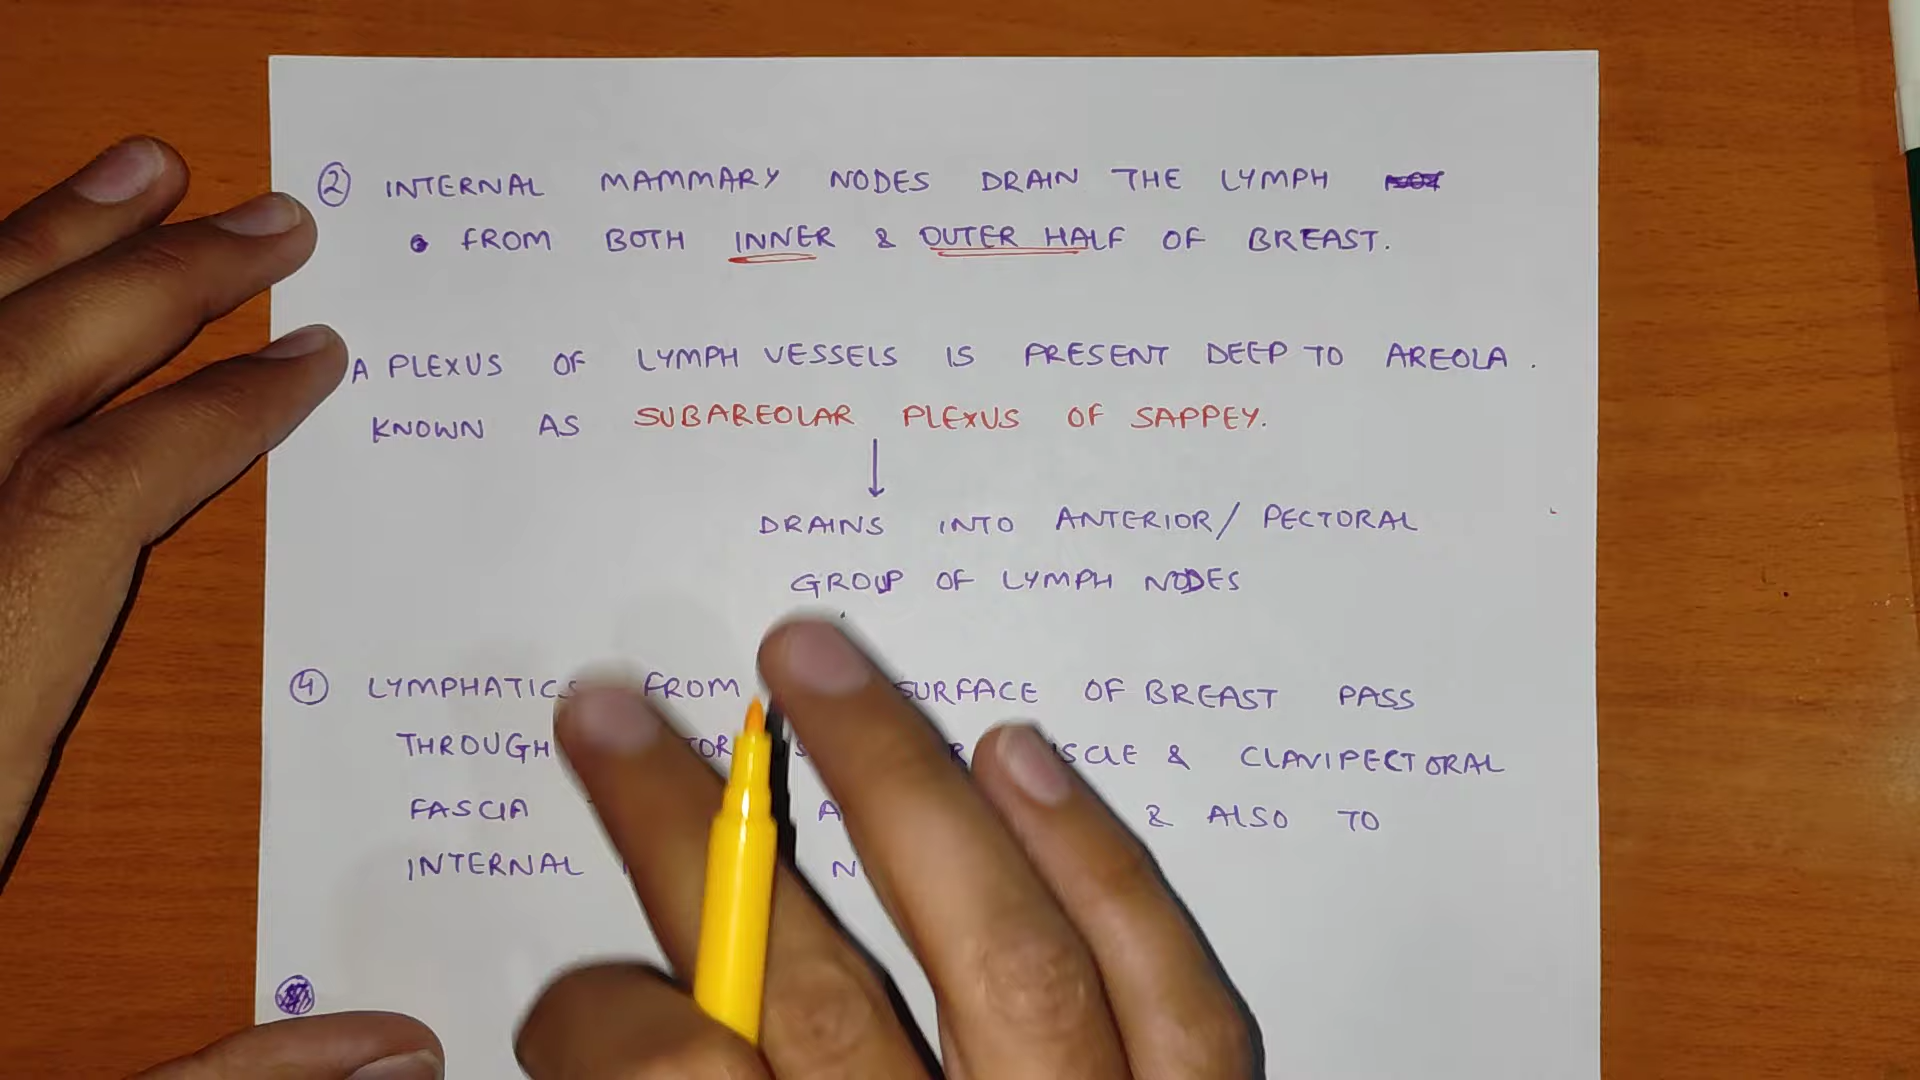 ② INTERNAL MAMMARY NODES DRAIN THE LYMPH
• FROM BOTH INNER & OUTER HALF OF BREAST.
A PLEXUS OF LYMPH VESSELS IS PRESENT DEEP TO AREOLA.
KNOWN AS SUBAREOLAR PLEXUS OF SAPPEY.
↓
DRAINS INTO ANTERIOR/ PECTORAL
GROUP OF LYMPH NODES
④ LYMPHATICS FROM SURFACE OF BREAST PASS
THROUGH & CLAVIPECTORAL
FASCIA & ALSO TO
INTERNAL